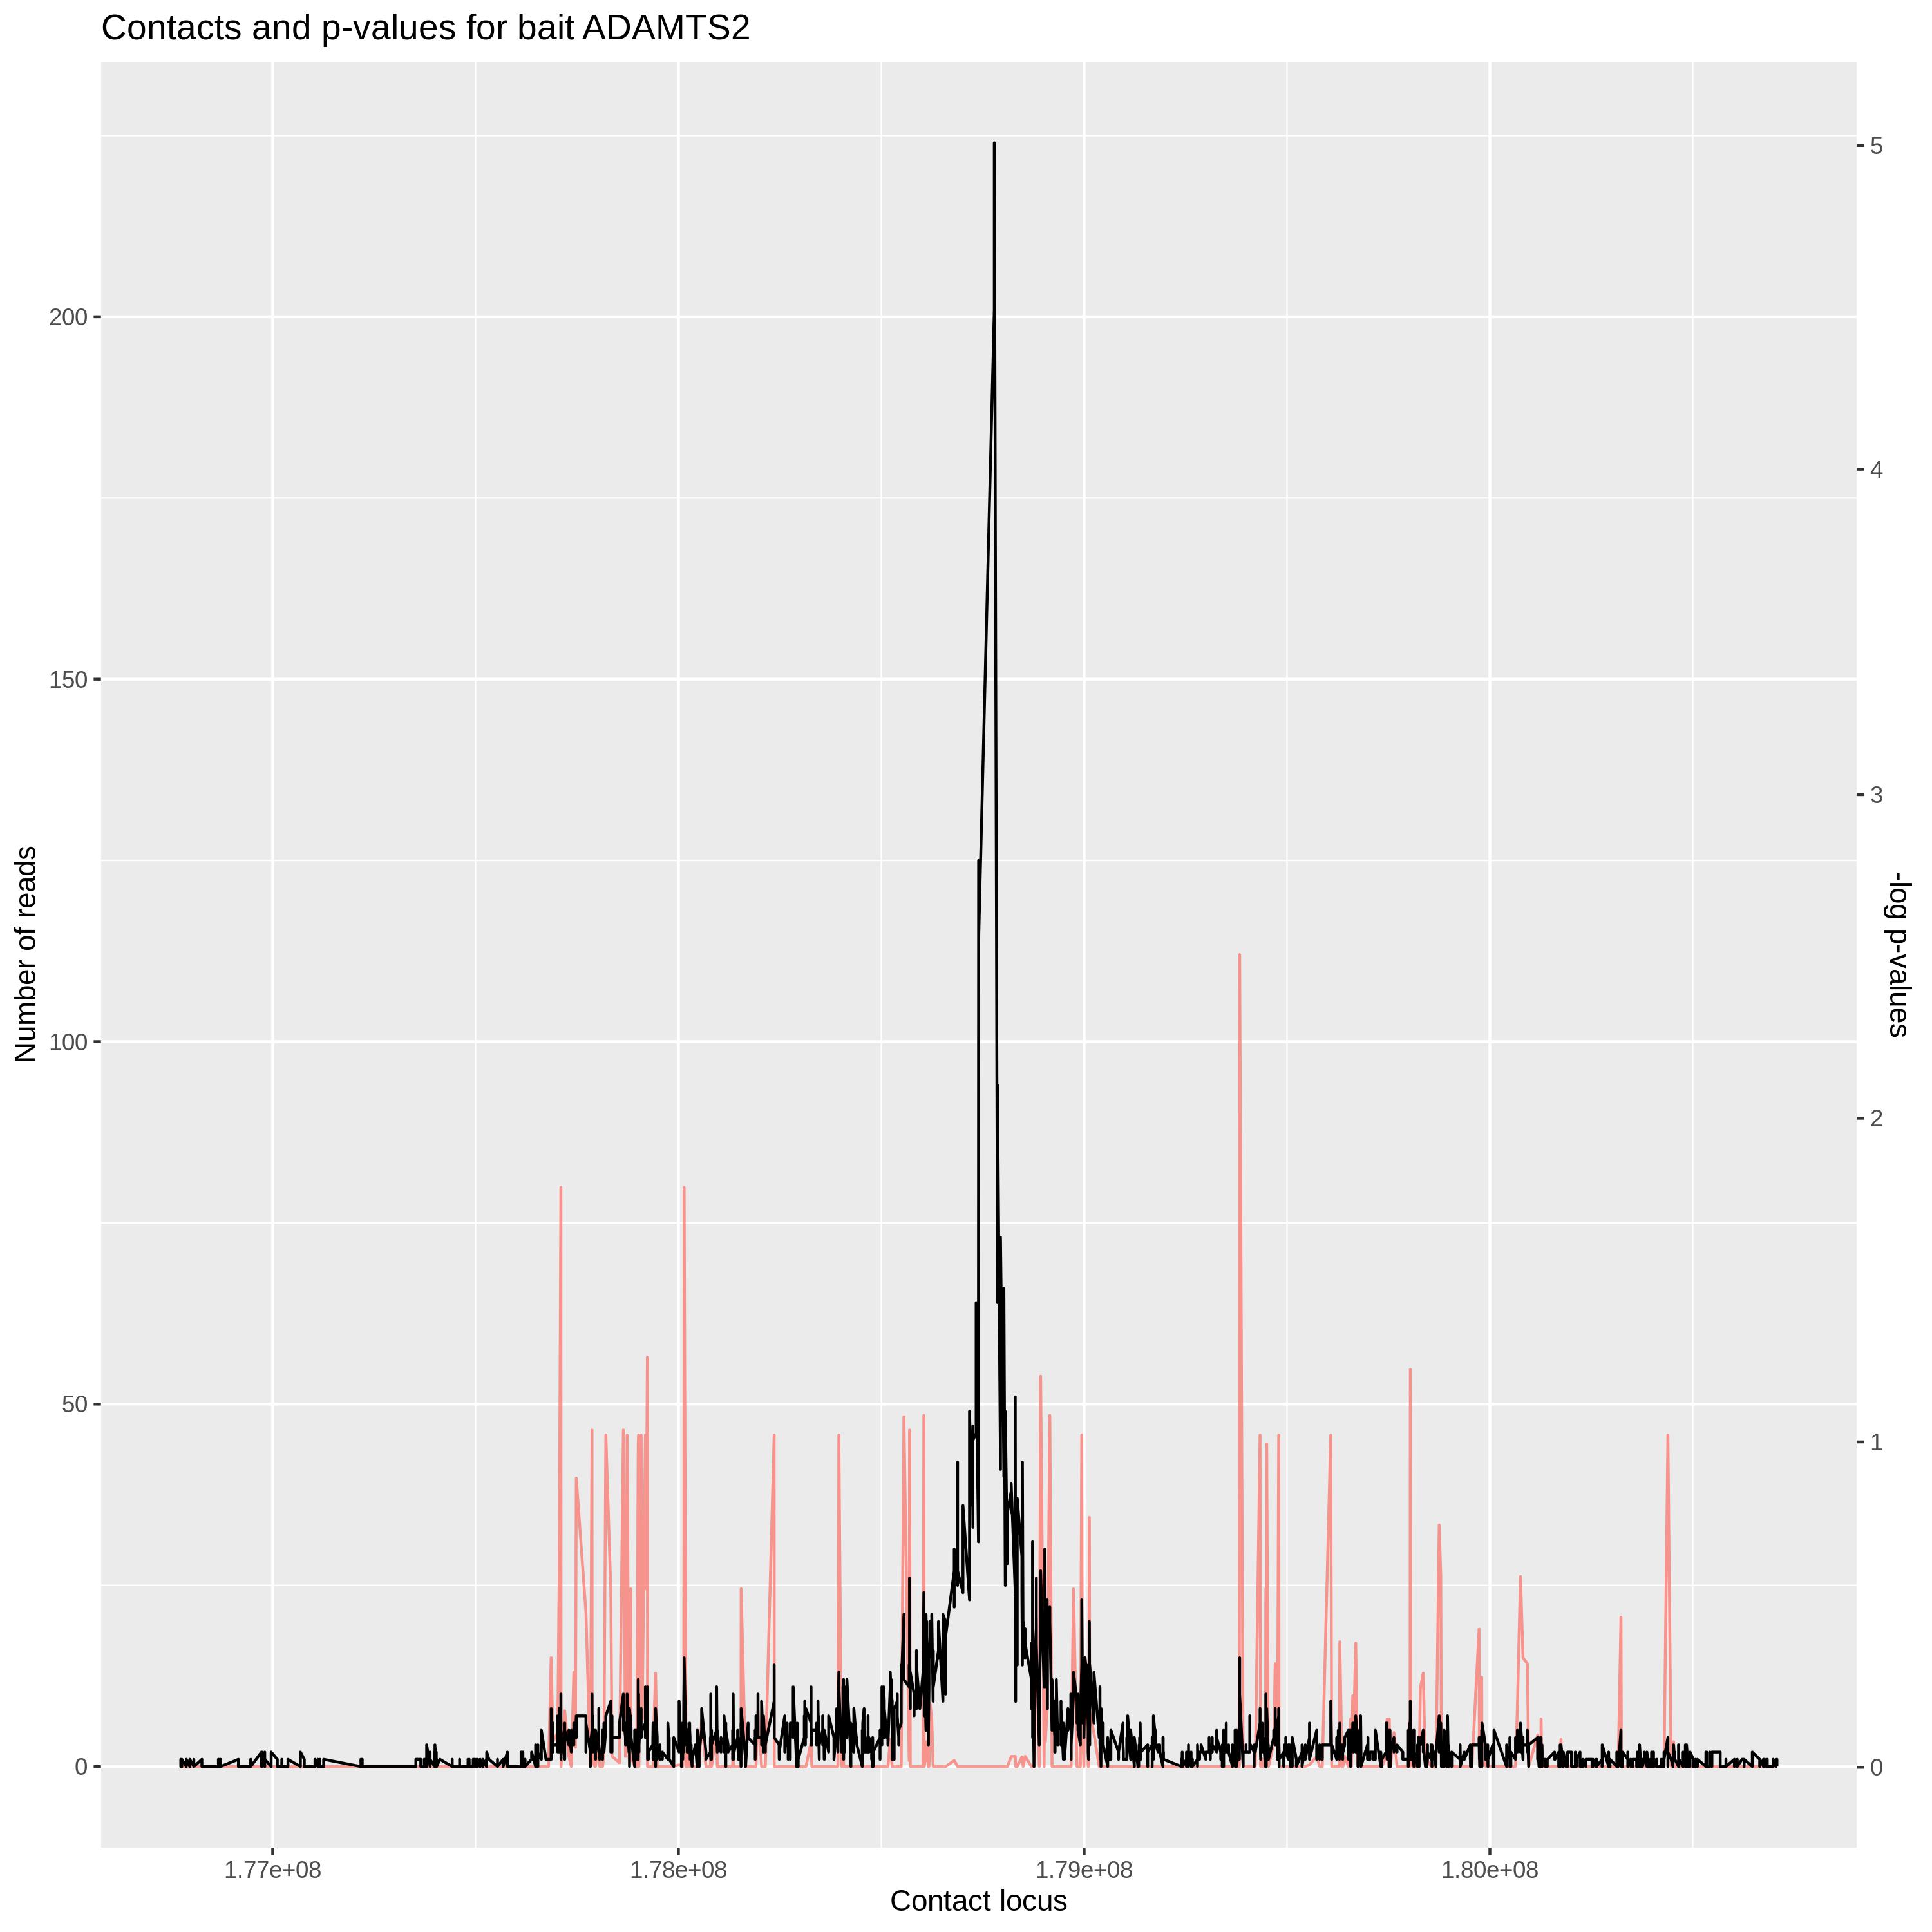 Contacts and p-values for bait ADAMTS2
Number of reads
200
150
100
50
0
5
4
3
2
1
0
-log p-values
1.77e+08
1.78e+08
1.79e+08
1.80e+08
Contact locus